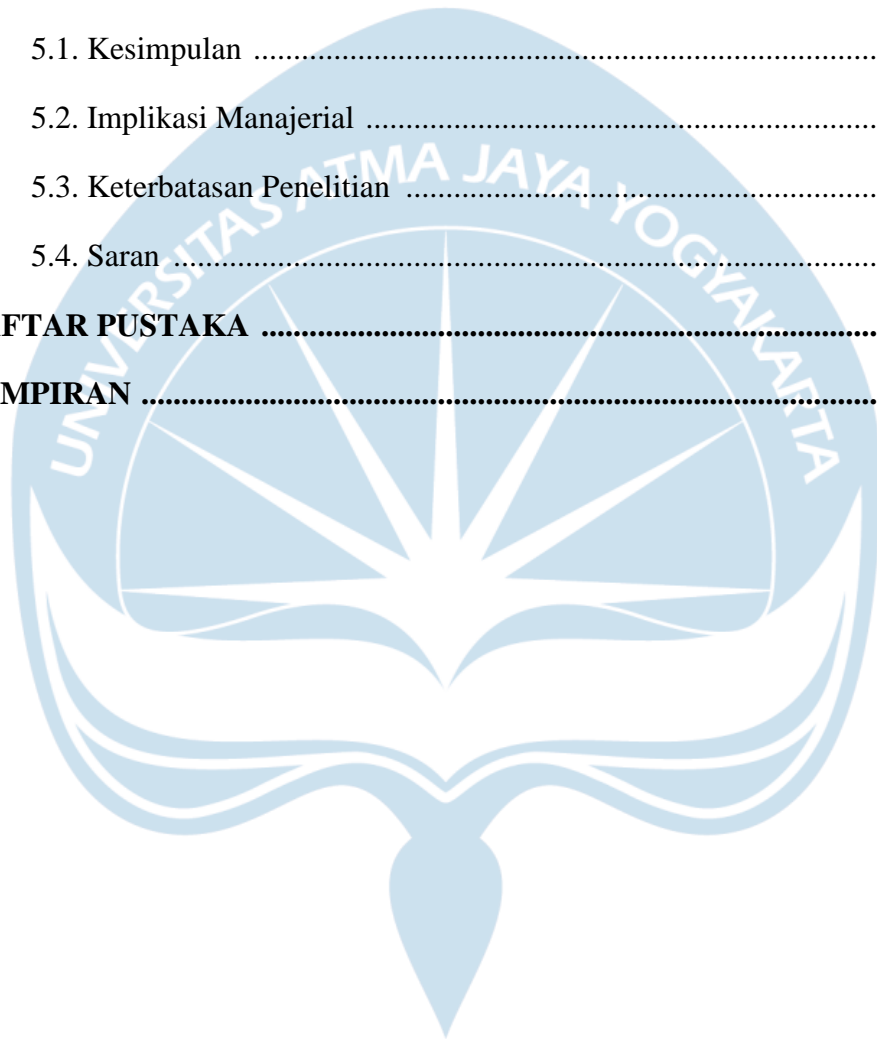 5.1. Kesimpulan ................................................................................
5.2. Implikasi Manajerial .................................................................
5.3. Keterbatasan Penelitian ............................................................
5.4. Saran ..........................................................................................
FTAR PUSTAKA ..............................................................................
MPIRAN .............................................................................................
UNIVERSITAS ATMA JAYA YOGYAKARTA